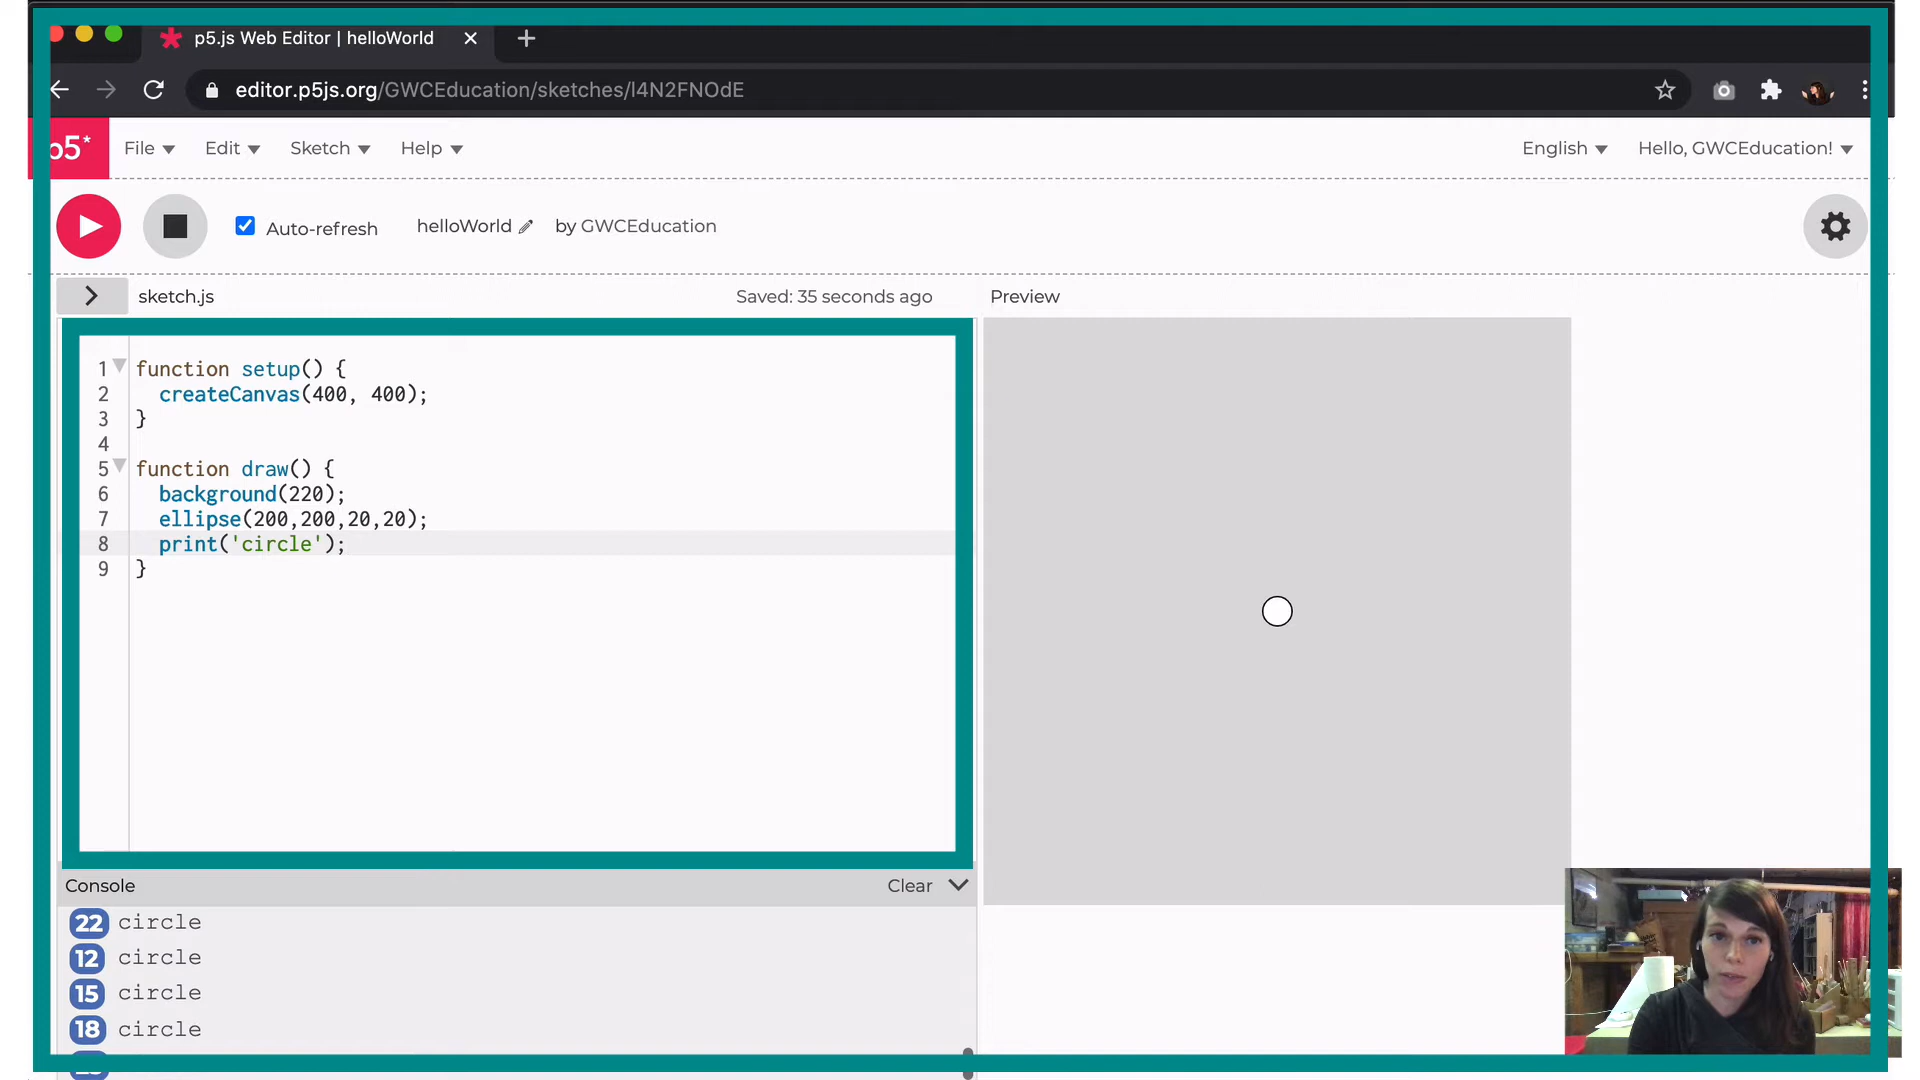 p5.js Web Editor | helloWorld
editor.p5js.org/GWCEducation/sketches/l4N2FNOdE
p5* File Edit Sketch Help English Hello, GWCEducation!
Auto-refresh helloWorld by GWCEducation
sketch.js Saved: 35 seconds ago Preview
1 function setup() {
2 createCanvas(400, 400);
3 }
4
5 function draw() {
6 background(220);
7 ellipse(200,200,20,20);
8 print('circle');
9 }
Console Clear
22 circle
12 circle
15 circle
18 circle